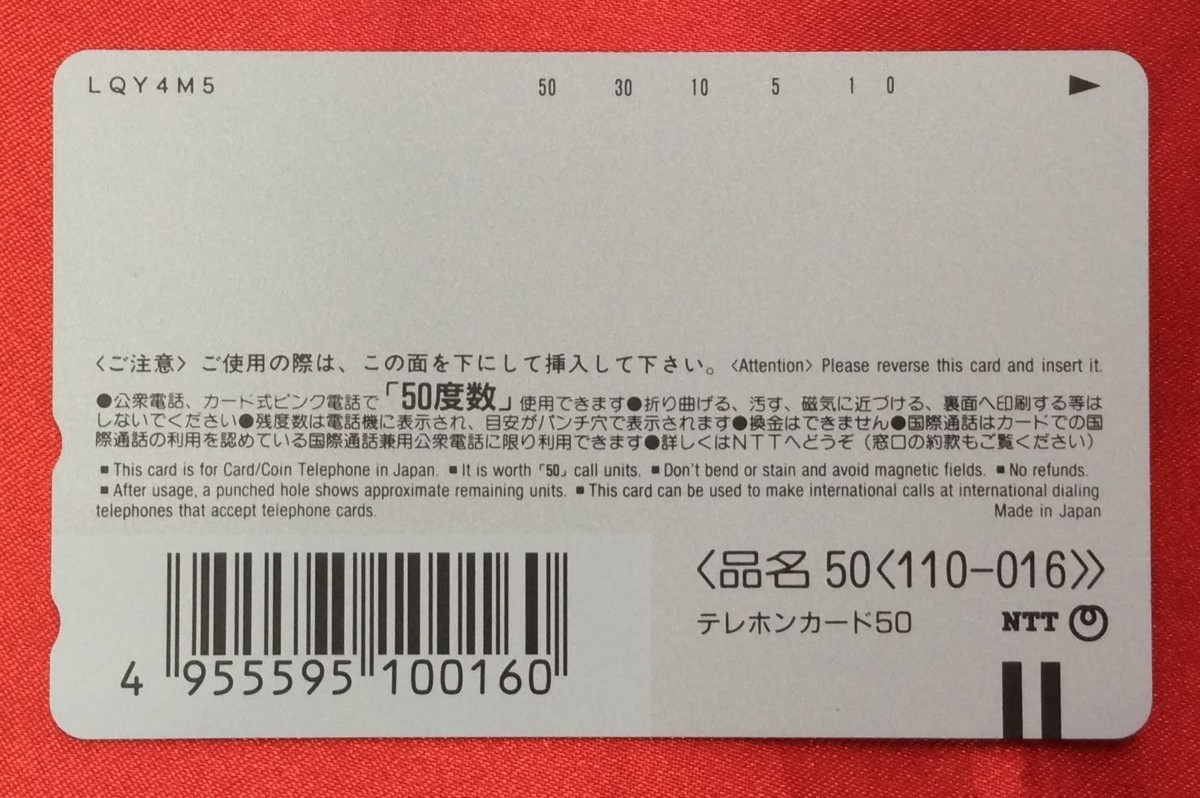 LQY4M5 50 30 10 5 1 0 ▶
〈ご注意〉 ご使用の際は、この面を下にして挿入して下さい。 〈Attention〉 Please reverse this card and insert it.
●公衆電話、カード式ピンク電話で「50度数」使用できます●折り曲げる、汚す、磁気に近づける、裏面へ印刷する等は
しないでください●残度数は電話機に表示され、目安がパンチ穴で表示されます●換金はできません●国際通話はカードでの国
際通話の利用を認めている国際通話兼用公衆電話に限り利用できます●詳しくはNTTへどうぞ（窓口の約款もご覧ください）
■ This card is for Card/Coin Telephone in Japan. ■ It is worth「50」call units. ■ Don't bend or stain and avoid magnetic fields. ■ No refunds.
■ After usage, a punched hole shows approximate remaining units. ■ This card can be used to make international calls at international dialing
telephones that accept telephone cards. Made in Japan
〈品名 50〈110-016〉〉
テレホンカード50 NTT
4 955595 100160